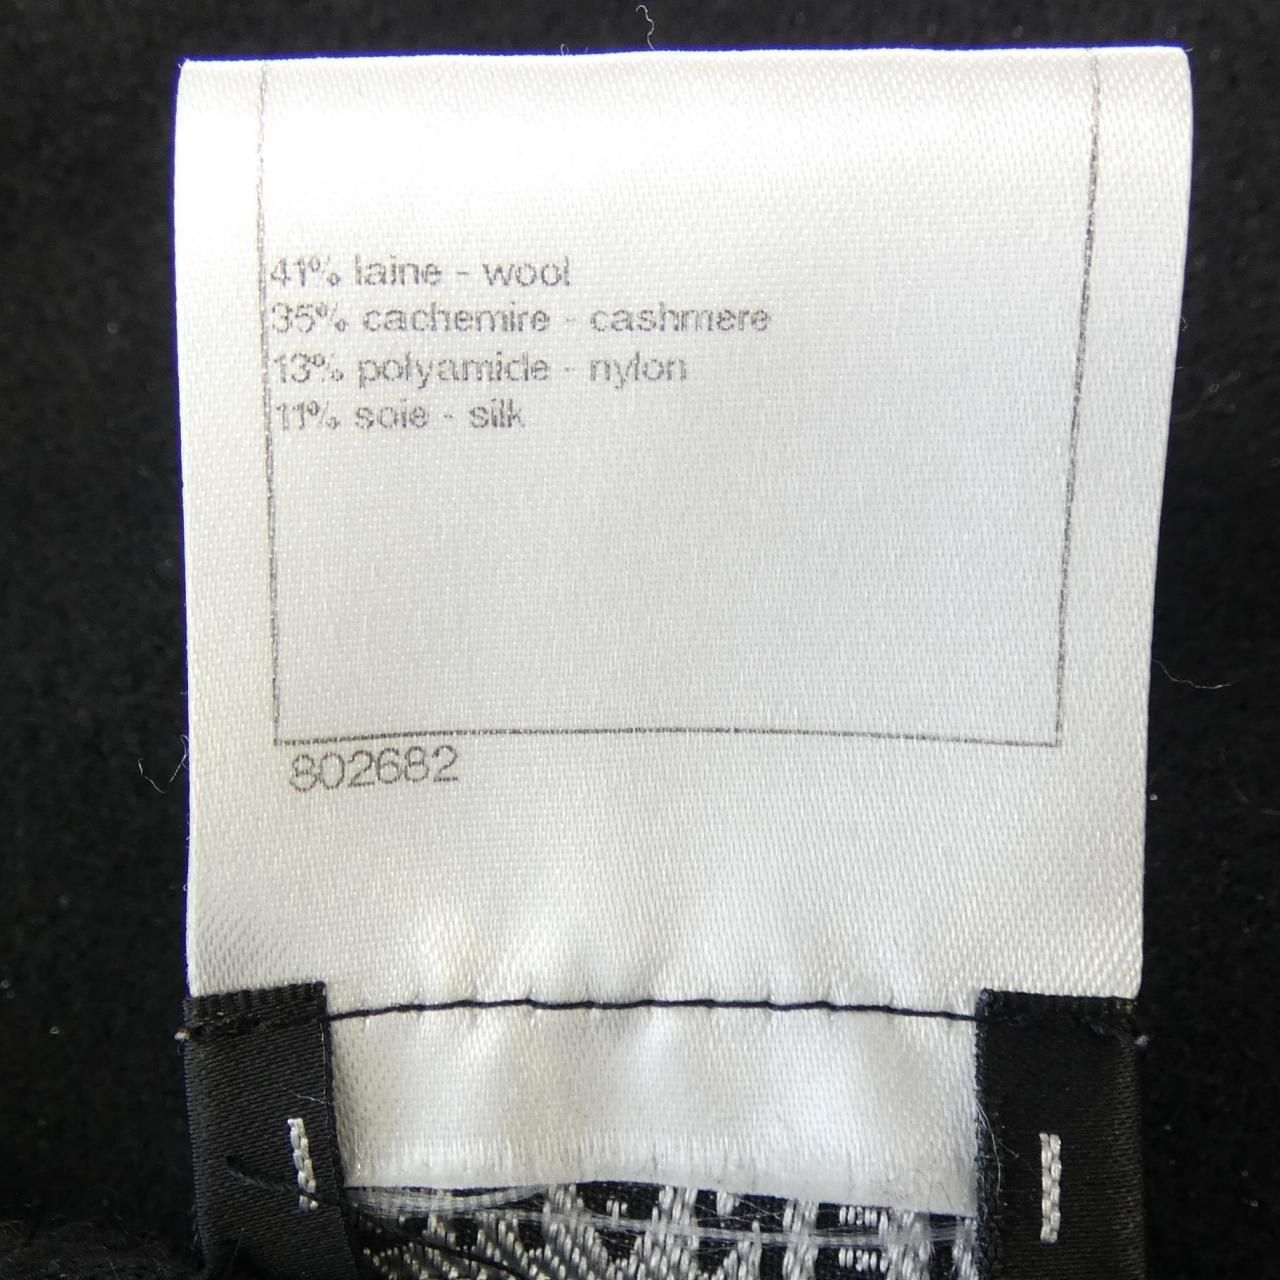 41% laine - wool
35% cachemire - cashmere
13% polyamide - nylon
11% soie - silk
802682